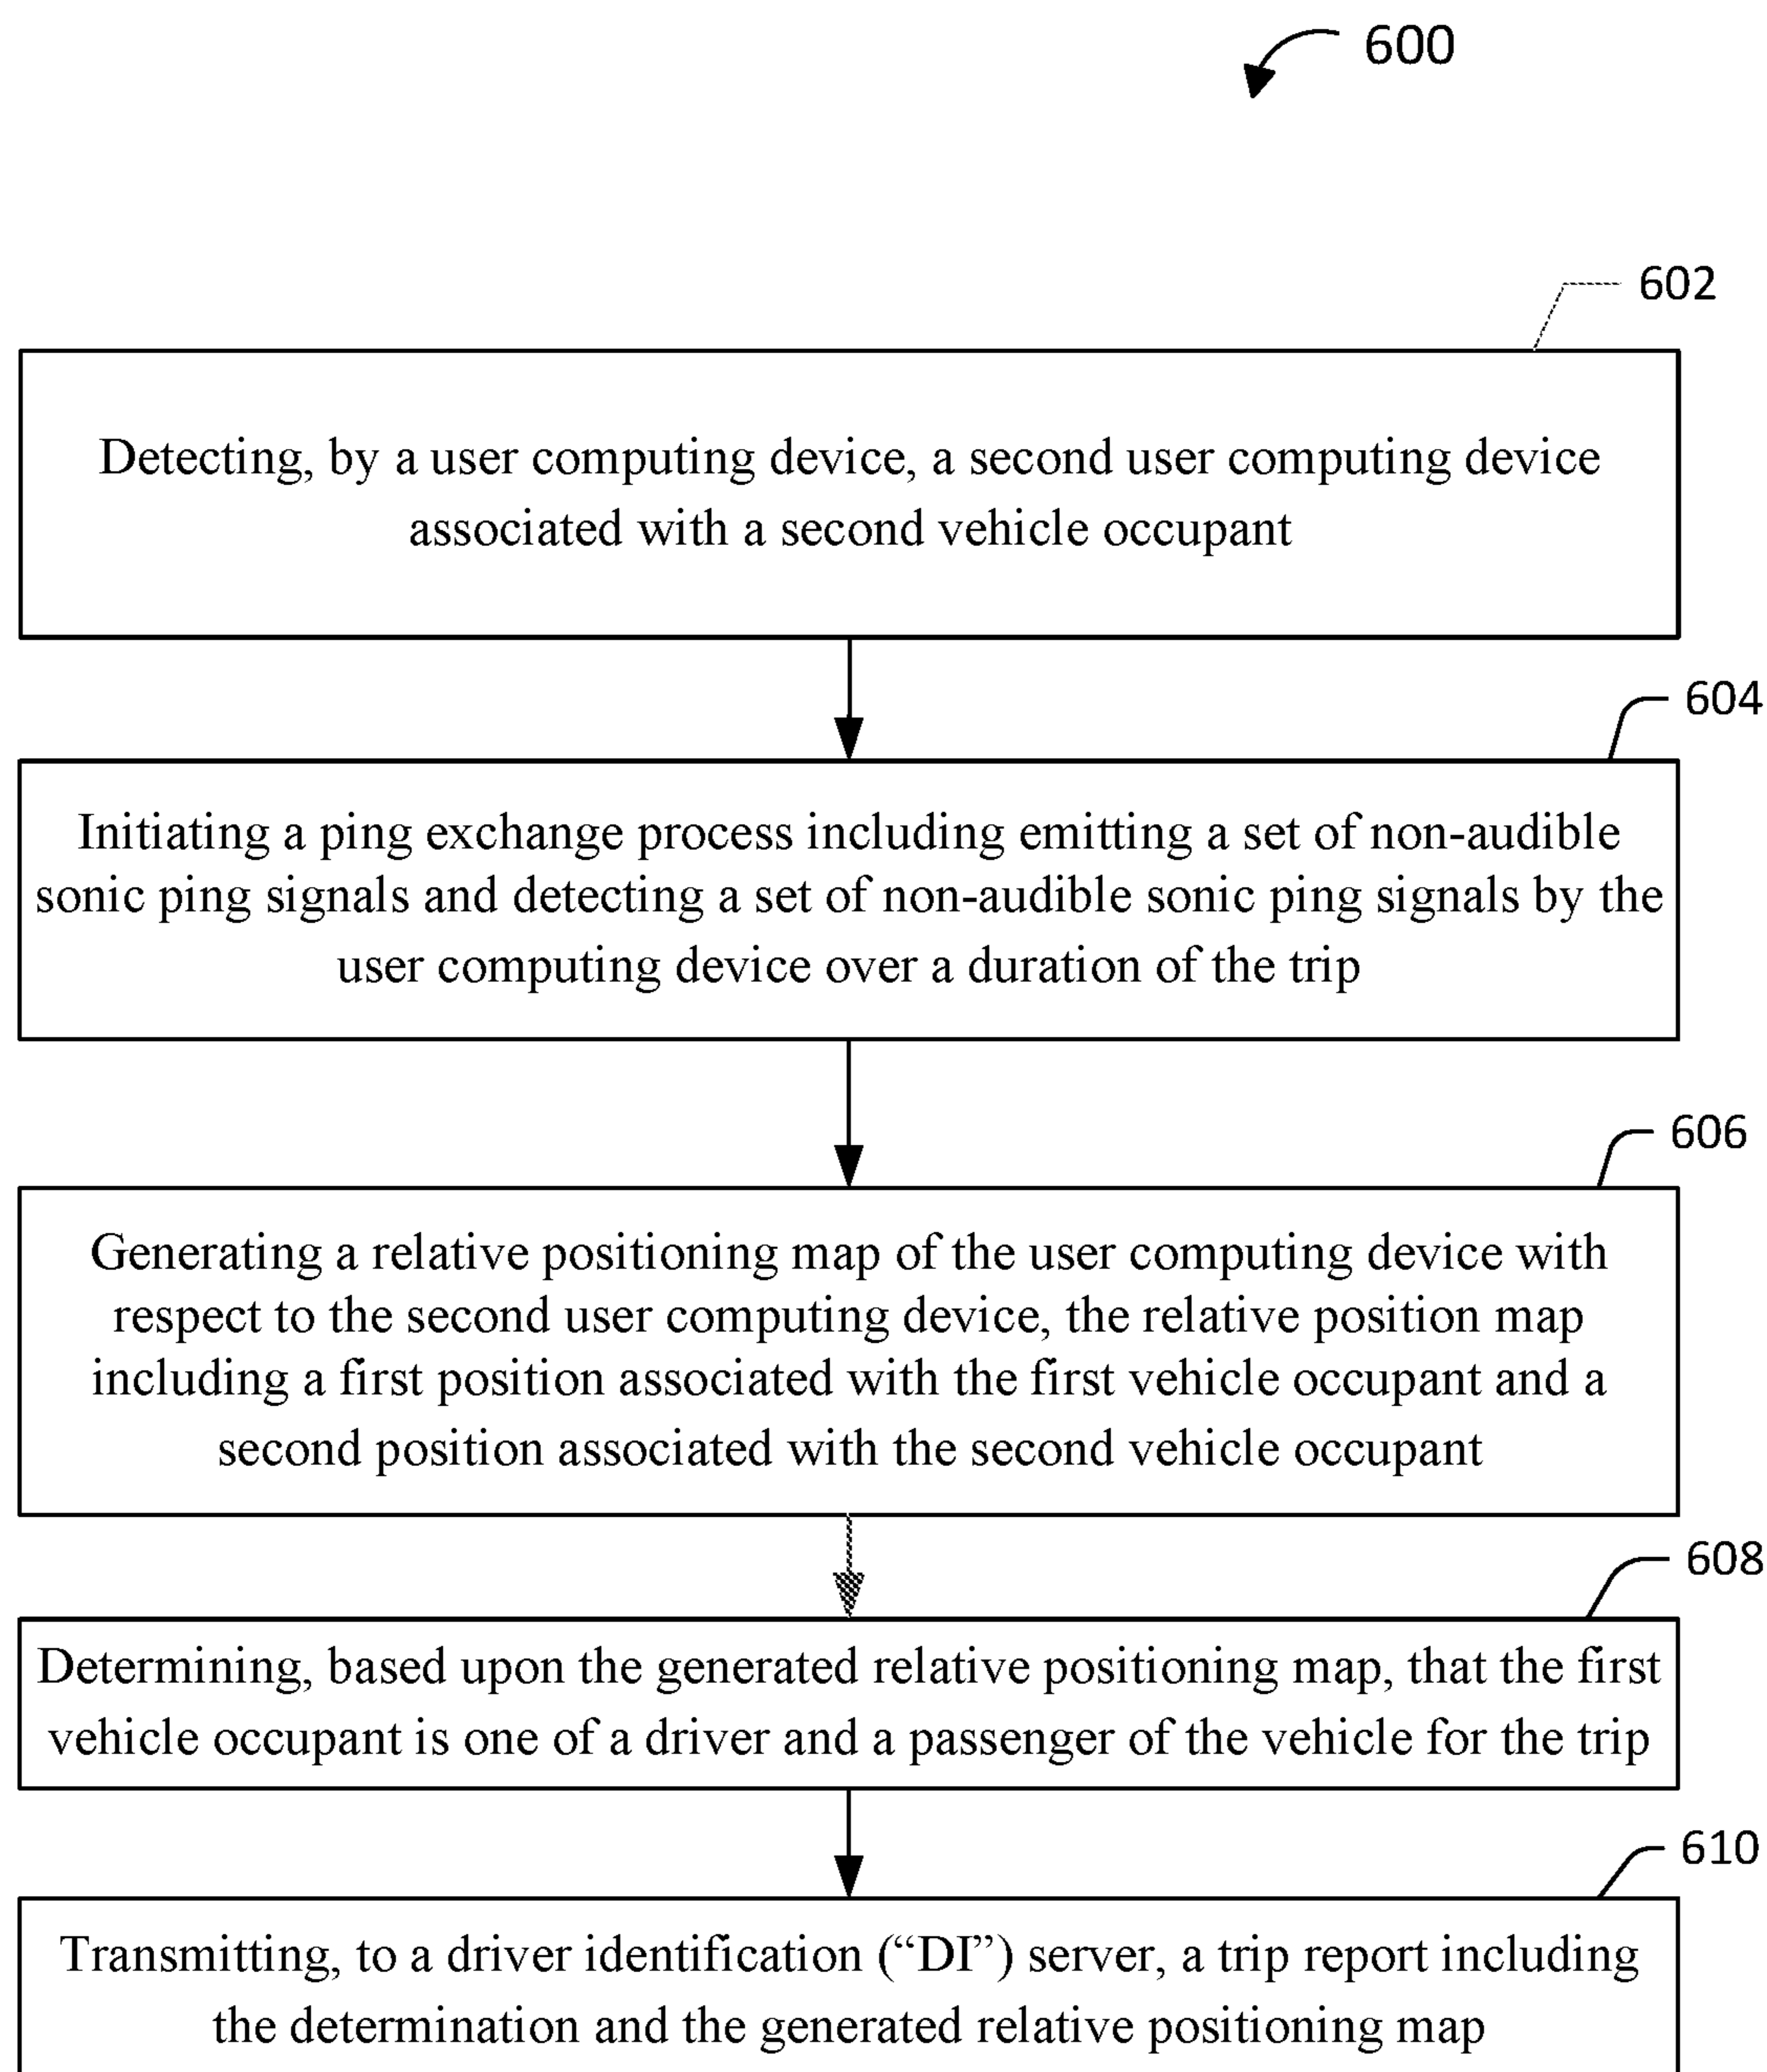 600
602
Detecting, by a user computing device, a second user computing device
associated with a second vehicle occupant
604
Initiating a ping exchange process including emitting a set of non-audible
sonic ping signals and detecting a set of non-audible sonic ping signals by the
user computing device over a duration of the trip
606
Generating a relative positioning map of the user computing device with
respect to the second user computing device, the relative position map
including a first position associated with the first vehicle occupant and a
second position associated with the second vehicle occupant
608
Determining, based upon the generated relative positioning map, that the first
vehicle occupant is one of a driver and a passenger of the vehicle for the trip
610
Transmitting, to a driver identification (“DI”) server, a trip report including
the determination and the generated relative positioning map